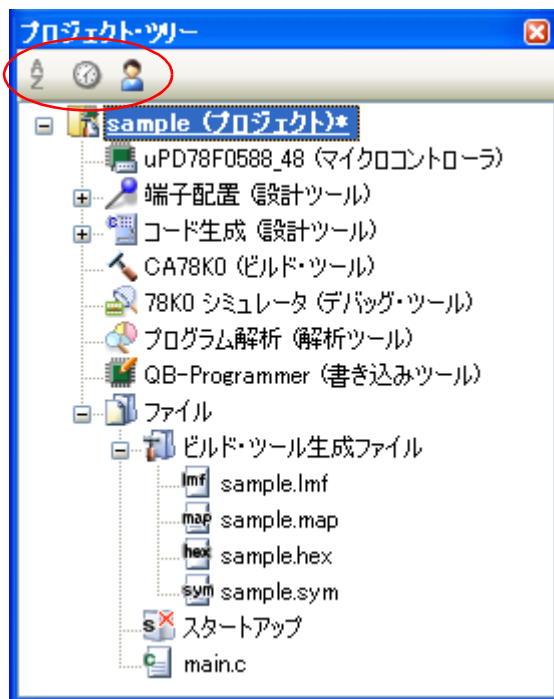 プロジェクト・ツリー
sample (プロジェクト)*
uPD78F0588_48 (マイクロコントローラ)
端子配置 (設計ツール)
コード生成 (設計ツール)
CA78K0 (ビルド・ツール)
78K0 シミュレータ (デバッグ・ツール)
プログラム解析 (解析ツール)
QB-Programmer (書き込みツール)
ファイル
ビルド・ツール生成ファイル
lmf sample.lmf
map sample.map
hex sample.hex
sym sample.sym
スタートアップ
main.c